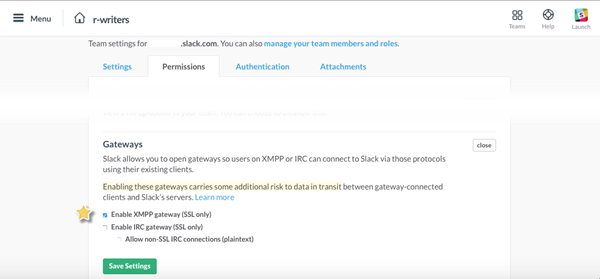 Menu r-writers Teams Help Launch
Team settings for .slack.com. You can also manage your team members and roles.
Settings Permissions Authentication Attachments
Gateways close
Slack allows you to open gateways so users on XMPP or IRC can connect to Slack via those protocols
using their existing clients.
Enabling these gateways carries some additional risk to data in transit between gateway-connected
clients and Slack's servers. Learn more
Enable XMPP gateway (SSL only)
Enable IRC gateway (SSL only)
Allow non-SSL IRC connections (plaintext)
Save Settings